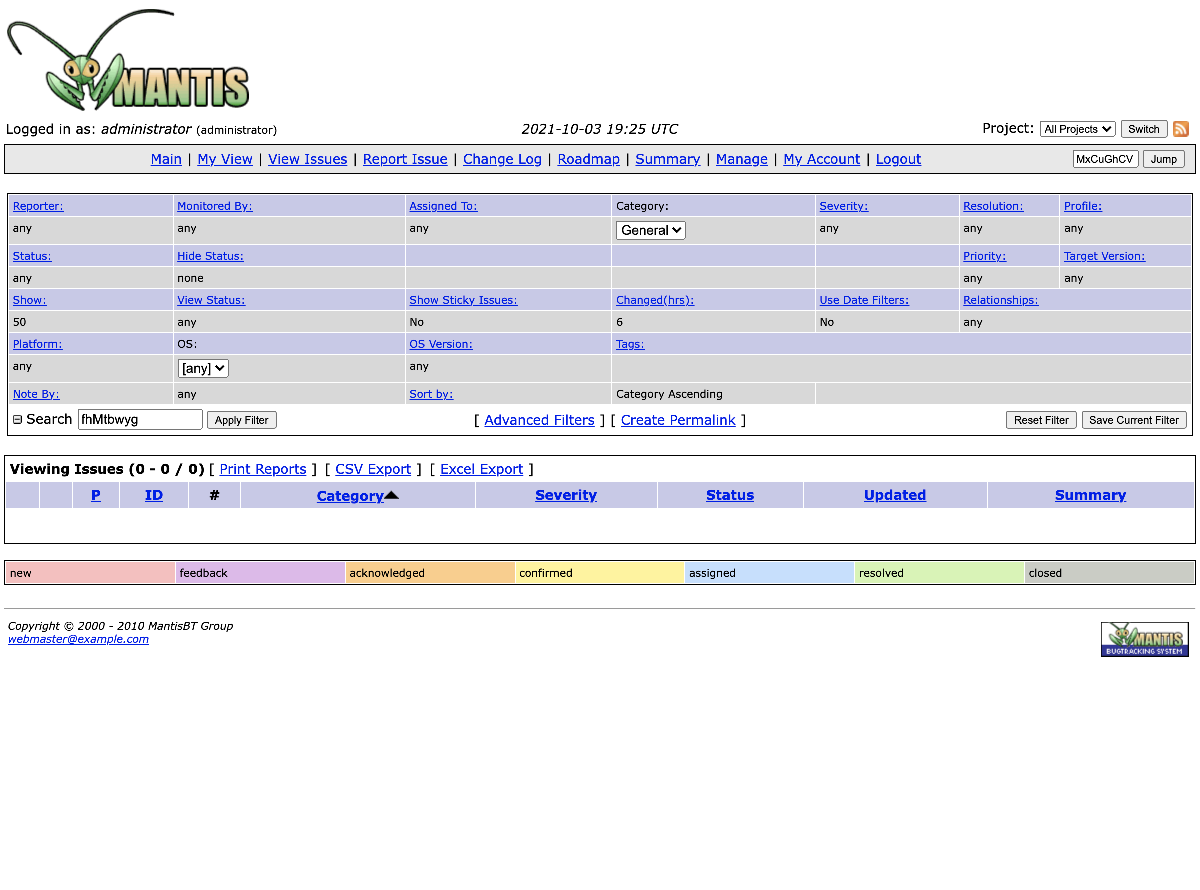 MANTIS
Logged in as: administrator (administrator) 2021-10-03 19:25 UTC Project: All Projects Switch
Main | My View | View Issues | Report Issue | Change Log | Roadmap | Summary | Manage | My Account | Logout MxCuGhCV Jump
Reporter: Monitored By: Assigned To: Category: Severity: Resolution: Profile:
any any any General any any any
Status: Hide Status: Priority: Target Version:
any none any any
Show: View Status: Show Sticky Issues: Changed(hrs): Use Date Filters: Relationships:
50 any No 6 No any
Platform: OS: OS Version: Tags:
any [any] any
Note By: any Sort by: Category Ascending
Search fhMtbwyg Apply Filter [ Advanced Filters ] [ Create Permalink ] Reset Filter Save Current Filter
Viewing Issues (0 - 0 / 0) [ Print Reports ] [ CSV Export ] [ Excel Export ]
P ID # Category Severity Status Updated Summary
new feedback acknowledged confirmed assigned resolved closed
Copyright © 2000 - 2010 MantisBT Group
webmaster@example.com
MANTIS
BUGTRACKING SYSTEM